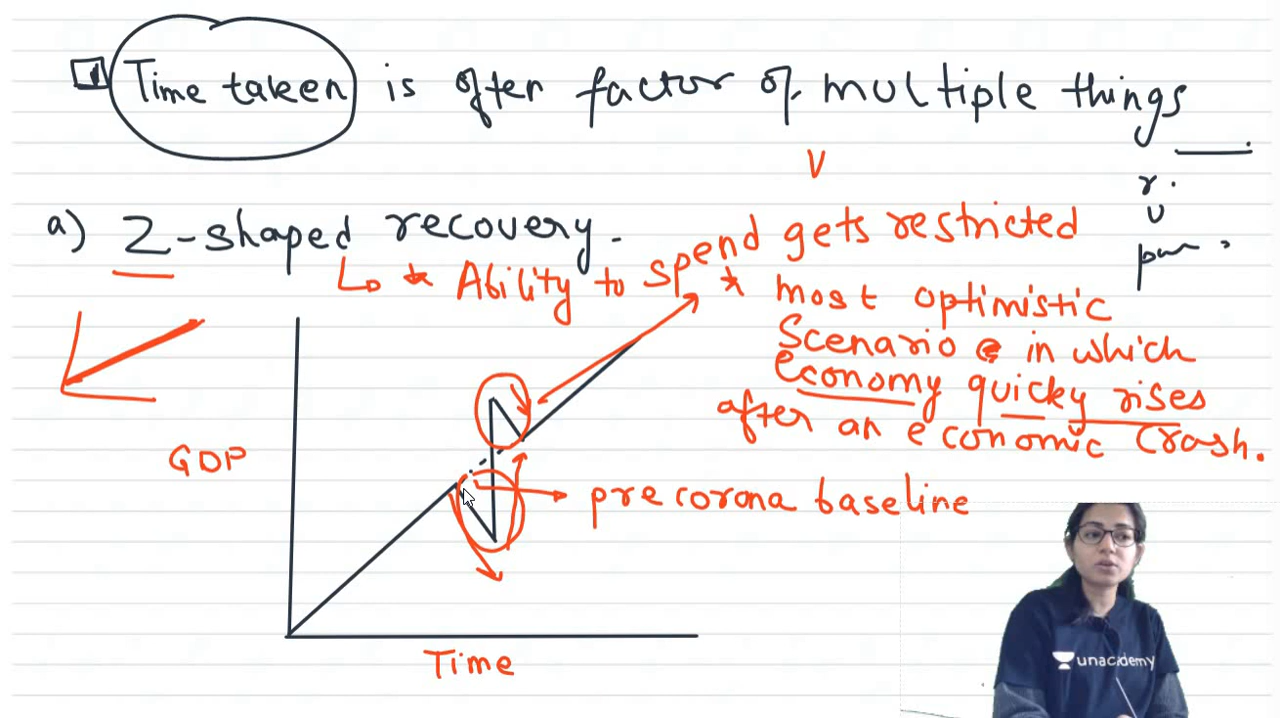 Time taken is often factor of multiple things
a) Z-shaped recovery.
* Ability to spend gets restricted
* most optimistic
Scenario in which
economy quicky rises
after an economic Crash.
GDP
pre corona baseline
Time
unacademy